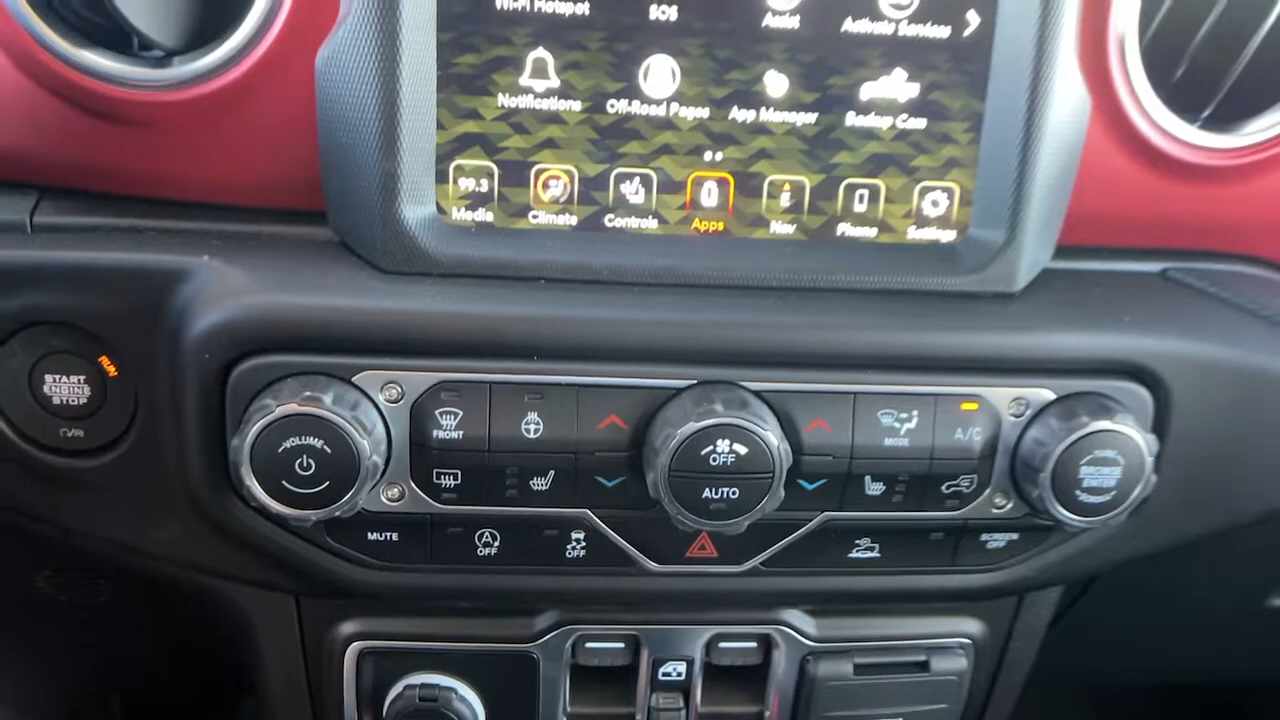 Wi-Fi Hotspot
SOS
Assist
Activate Services
Notifications
Off-Road Pages
App Manager
Backup Cam
99.3
Media
Climate
Controls
Apps
Nav
Phone
Settings
RUN
START
ENGINE
STOP
VOLUME
FRONT
OFF
AUTO
MODE
A/C
BROWSE
ENTER
MUTE
A
OFF
OFF
SCREEN
OFF